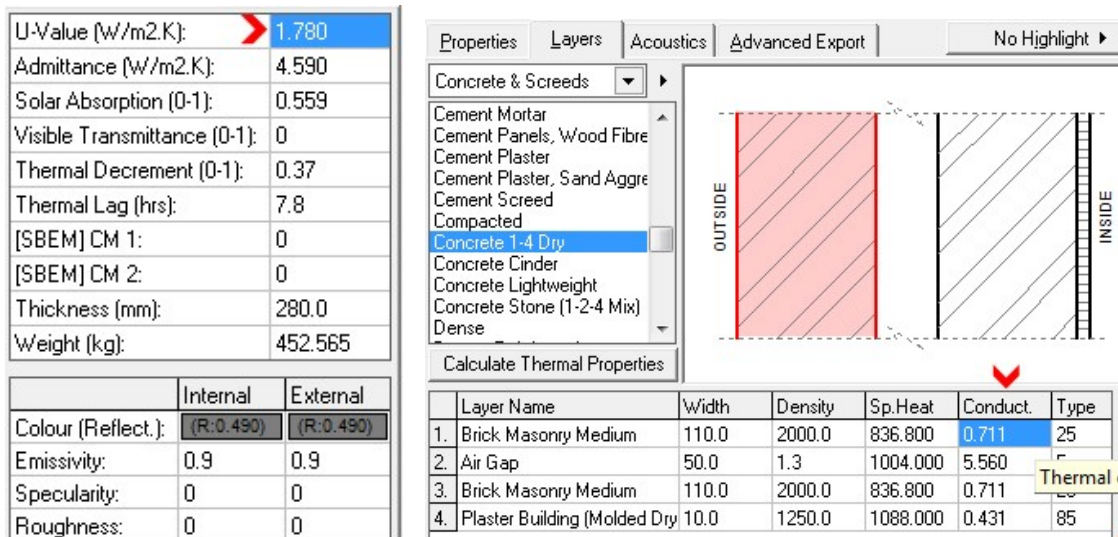 U-Value (W/m2.K): 1.780
Admittance (W/m2.K): 4.590
Solar Absorption (0-1): 0.559
Visible Transmittance (0-1): 0
Thermal Decrement (0-1): 0.37
Thermal Lag (hrs): 7.8
[SBEM] CM 1: 0
[SBEM] CM 2: 0
Thickness (mm): 280.0
Weight (kg): 452.565
Internal External
Colour (Reflect.): (R:0.490) (R:0.490)
Emissivity: 0.9 0.9
Specularity: 0 0
Roughness: 0 0
Properties Layers Acoustics Advanced Export No Highlight
Concrete & Screeds
Cement Mortar
Cement Panels, Wood Fibre
Cement Plaster
Cement Plaster, Sand Aggre
Cement Screed
Compacted
Concrete 1-4 Dry
Concrete Cinder
Concrete Lightweight
Concrete Stone (1-2-4 Mix)
Dense
Calculate Thermal Properties
OUTSIDE
INSIDE
Layer Name Width Density Sp.Heat Conduct. Type
1. Brick Masonry Medium 110.0 2000.0 836.800 0.711 25
2. Air Gap 50.0 1.3 1004.000 5.560
Thermal
3. Brick Masonry Medium 110.0 2000.0 836.800 0.711
4. Plaster Building (Molded Dry 10.0 1250.0 1088.000 0.431 85